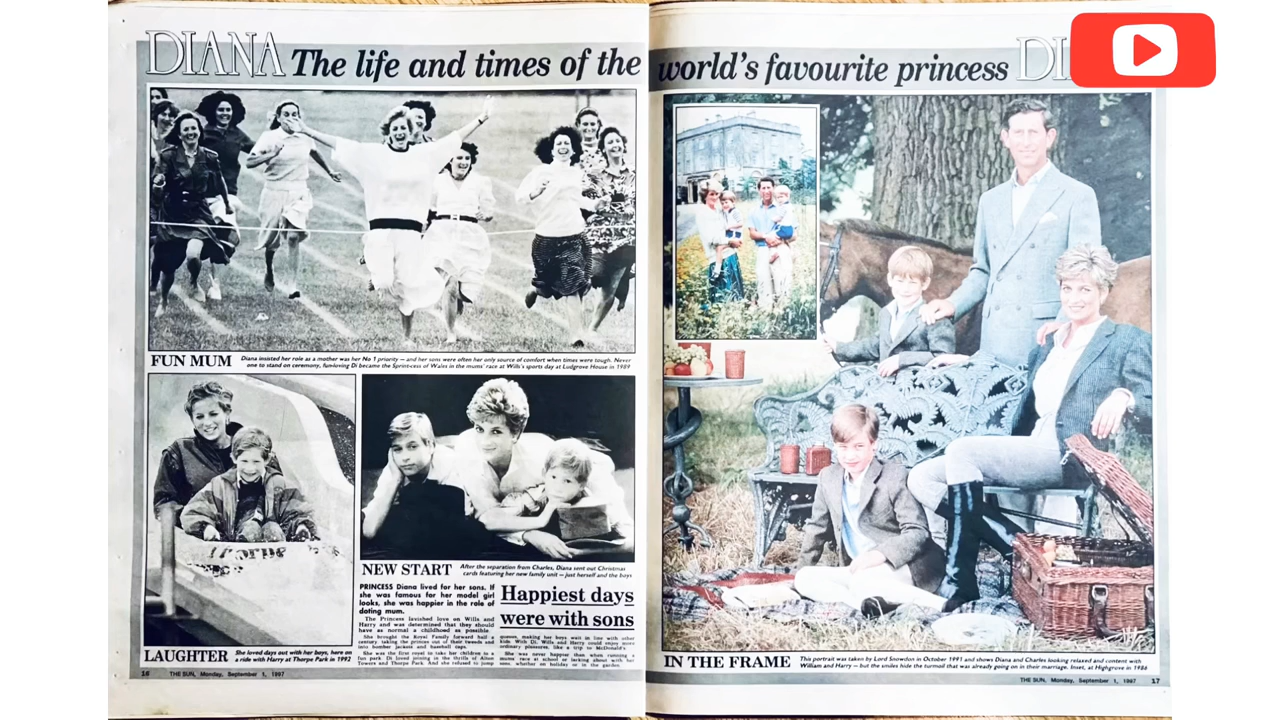 DIANA The life and times of the
FUN MUM Diana insisted her role as a mother was her No 1 priority — and her sons were often her only source of comfort when times were tough. Never
one to stand on ceremony, fun-loving Di became the Sprint-cess of Wales in the mums' race at Wills's sports day at Ludgrove House in 1989
Thorpe
LAUGHTER She loved days out with her boys, here on
a ride with Harry at Thorpe Park in 1992
NEW START After the separation from Charles, Diana sent out Christmas
cards featuring her new family unit — just herself and the boys
PRINCESS Diana lived for her sons. If
she was famous for her model girl
looks, she was happier in the role of
doting mum.
The Princess lavished love on Wills and
Harry and was determined that they should
have as normal a childhood as possible.
She brought the Royal Family forward half a
century taking the princes out of their tweeds and
into bomber jackets and baseball caps.
She was the first royal to take her children to a
fun park. Di loved joining in the thrills of Alton
Towers and Thorpe Park. And she refused to jump
Happiest days
were with sons
queues, making her boys wait in line with other
kids. With Di, Wills and Harry could enjoy more
ordinary pleasures, like a trip to McDonald's.
She was never happier than when running a
mums' race at school or larking about with her
sons, whether on holiday or in the garden.
16 THE SUN, Monday, September 1, 1997
world's favourite princess DI
IN THE FRAME This portrait was taken by Lord Snowdon in October 1991 and shows Diana and Charles looking relaxed and content with
William and Harry — but the smiles hide the turmoil that was already going on in their marriage. Inset, at Highgrove in 1986
THE SUN, Monday, September 1, 1997 17